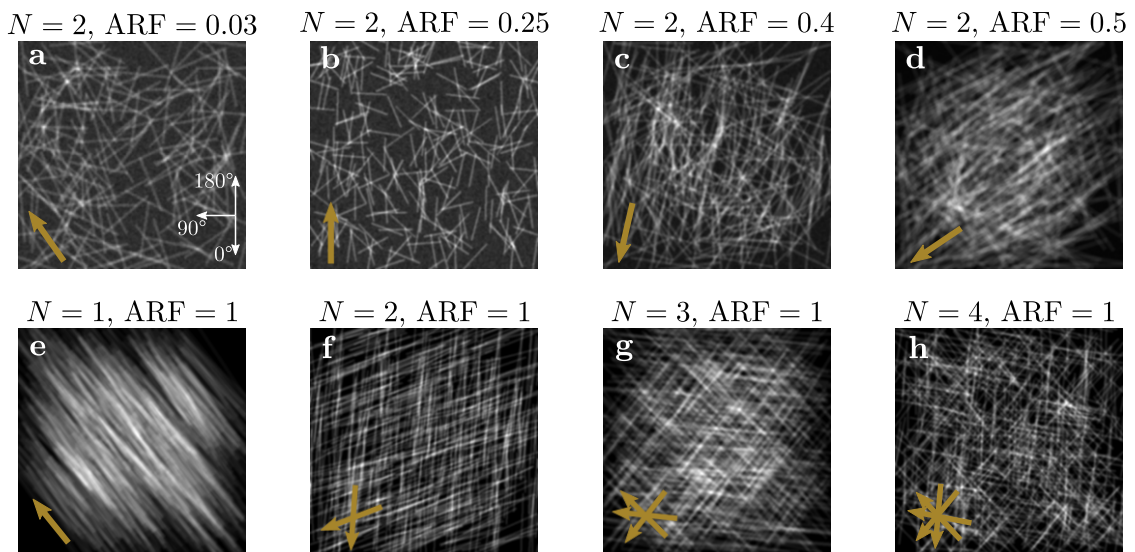 N = 2, ARF = 0.03
N = 2, ARF = 0.25
N = 2, ARF = 0.4
N = 2, ARF = 0.5
a
b
c
d
180°
90°
0°
N = 1, ARF = 1
N = 2, ARF = 1
N = 3, ARF = 1
N = 4, ARF = 1
e
f
g
h